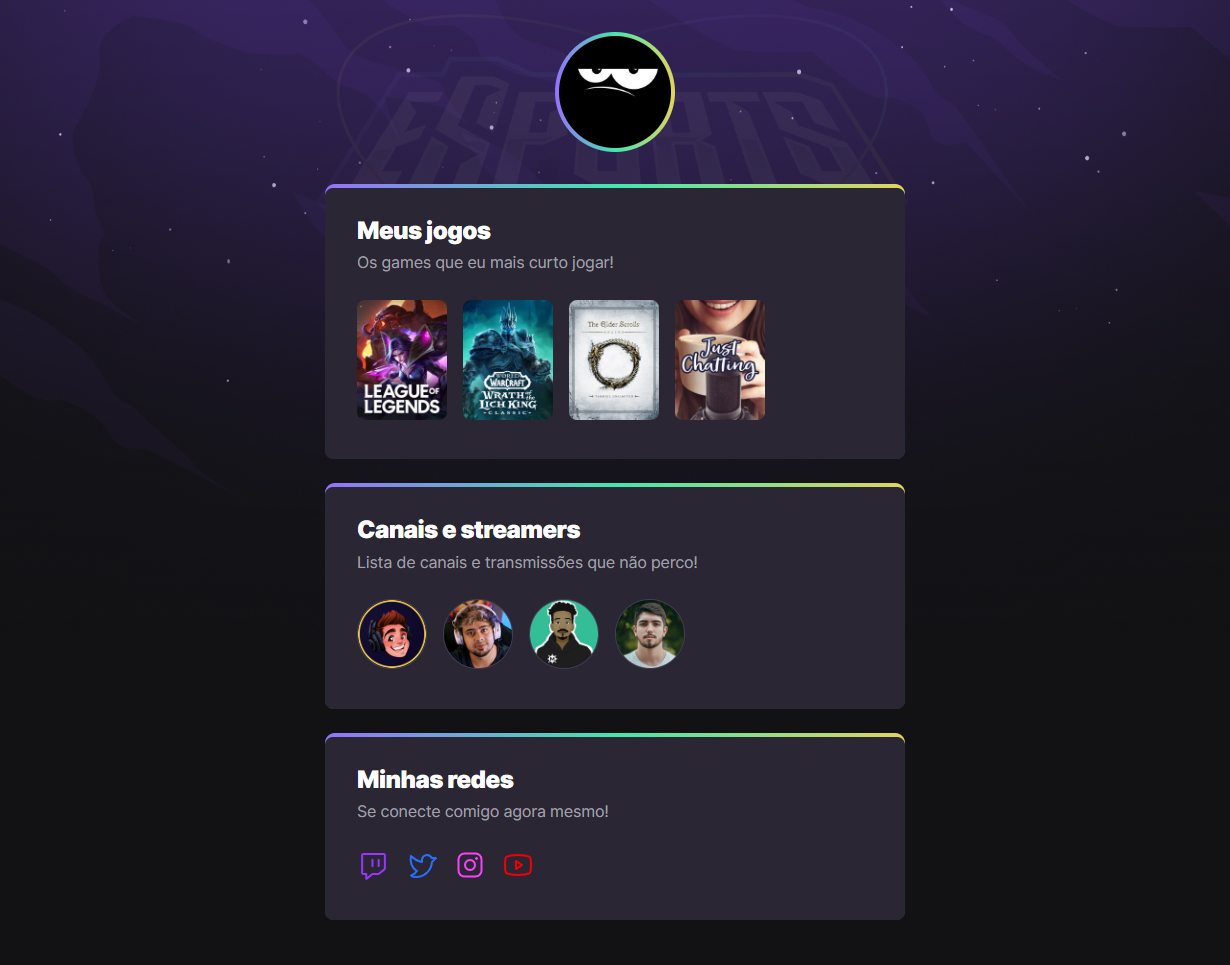 ESPORTS
Meus jogos
Os games que eu mais curto jogar!
LEAGUE OF
LEGENDS
WORLD
WARCRAFT
WRATH of the
LICH KING
CLASSIC
The Elder Scrolls
ONLINE
TAMRIEL UNLIMITED
Just
Chatting
Canais e streamers
Lista de canais e transmissões que não perco!
Minhas redes
Se conecte comigo agora mesmo!